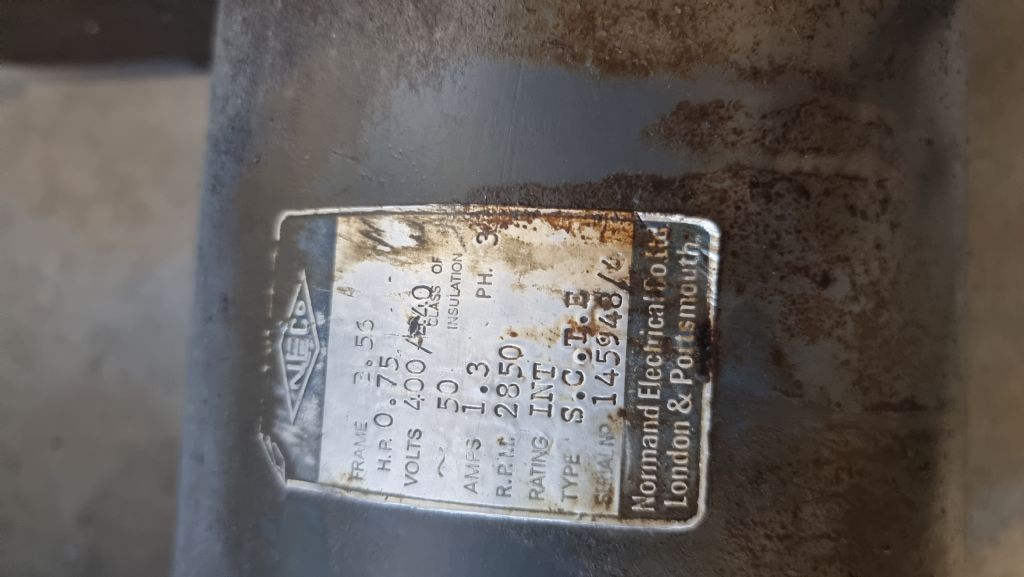 NECO
FRAME
H.P. 0.75
VOLTS 400/440
~ 50 CLASS OF INSULATION
AMPS 1.3 PH. 3
R.P.M. 2850
RATING INT
TYPE S.C.T.E
SERIAL NO. 145948/
Normand Electrical Co Ltd
London & Portsmouth.